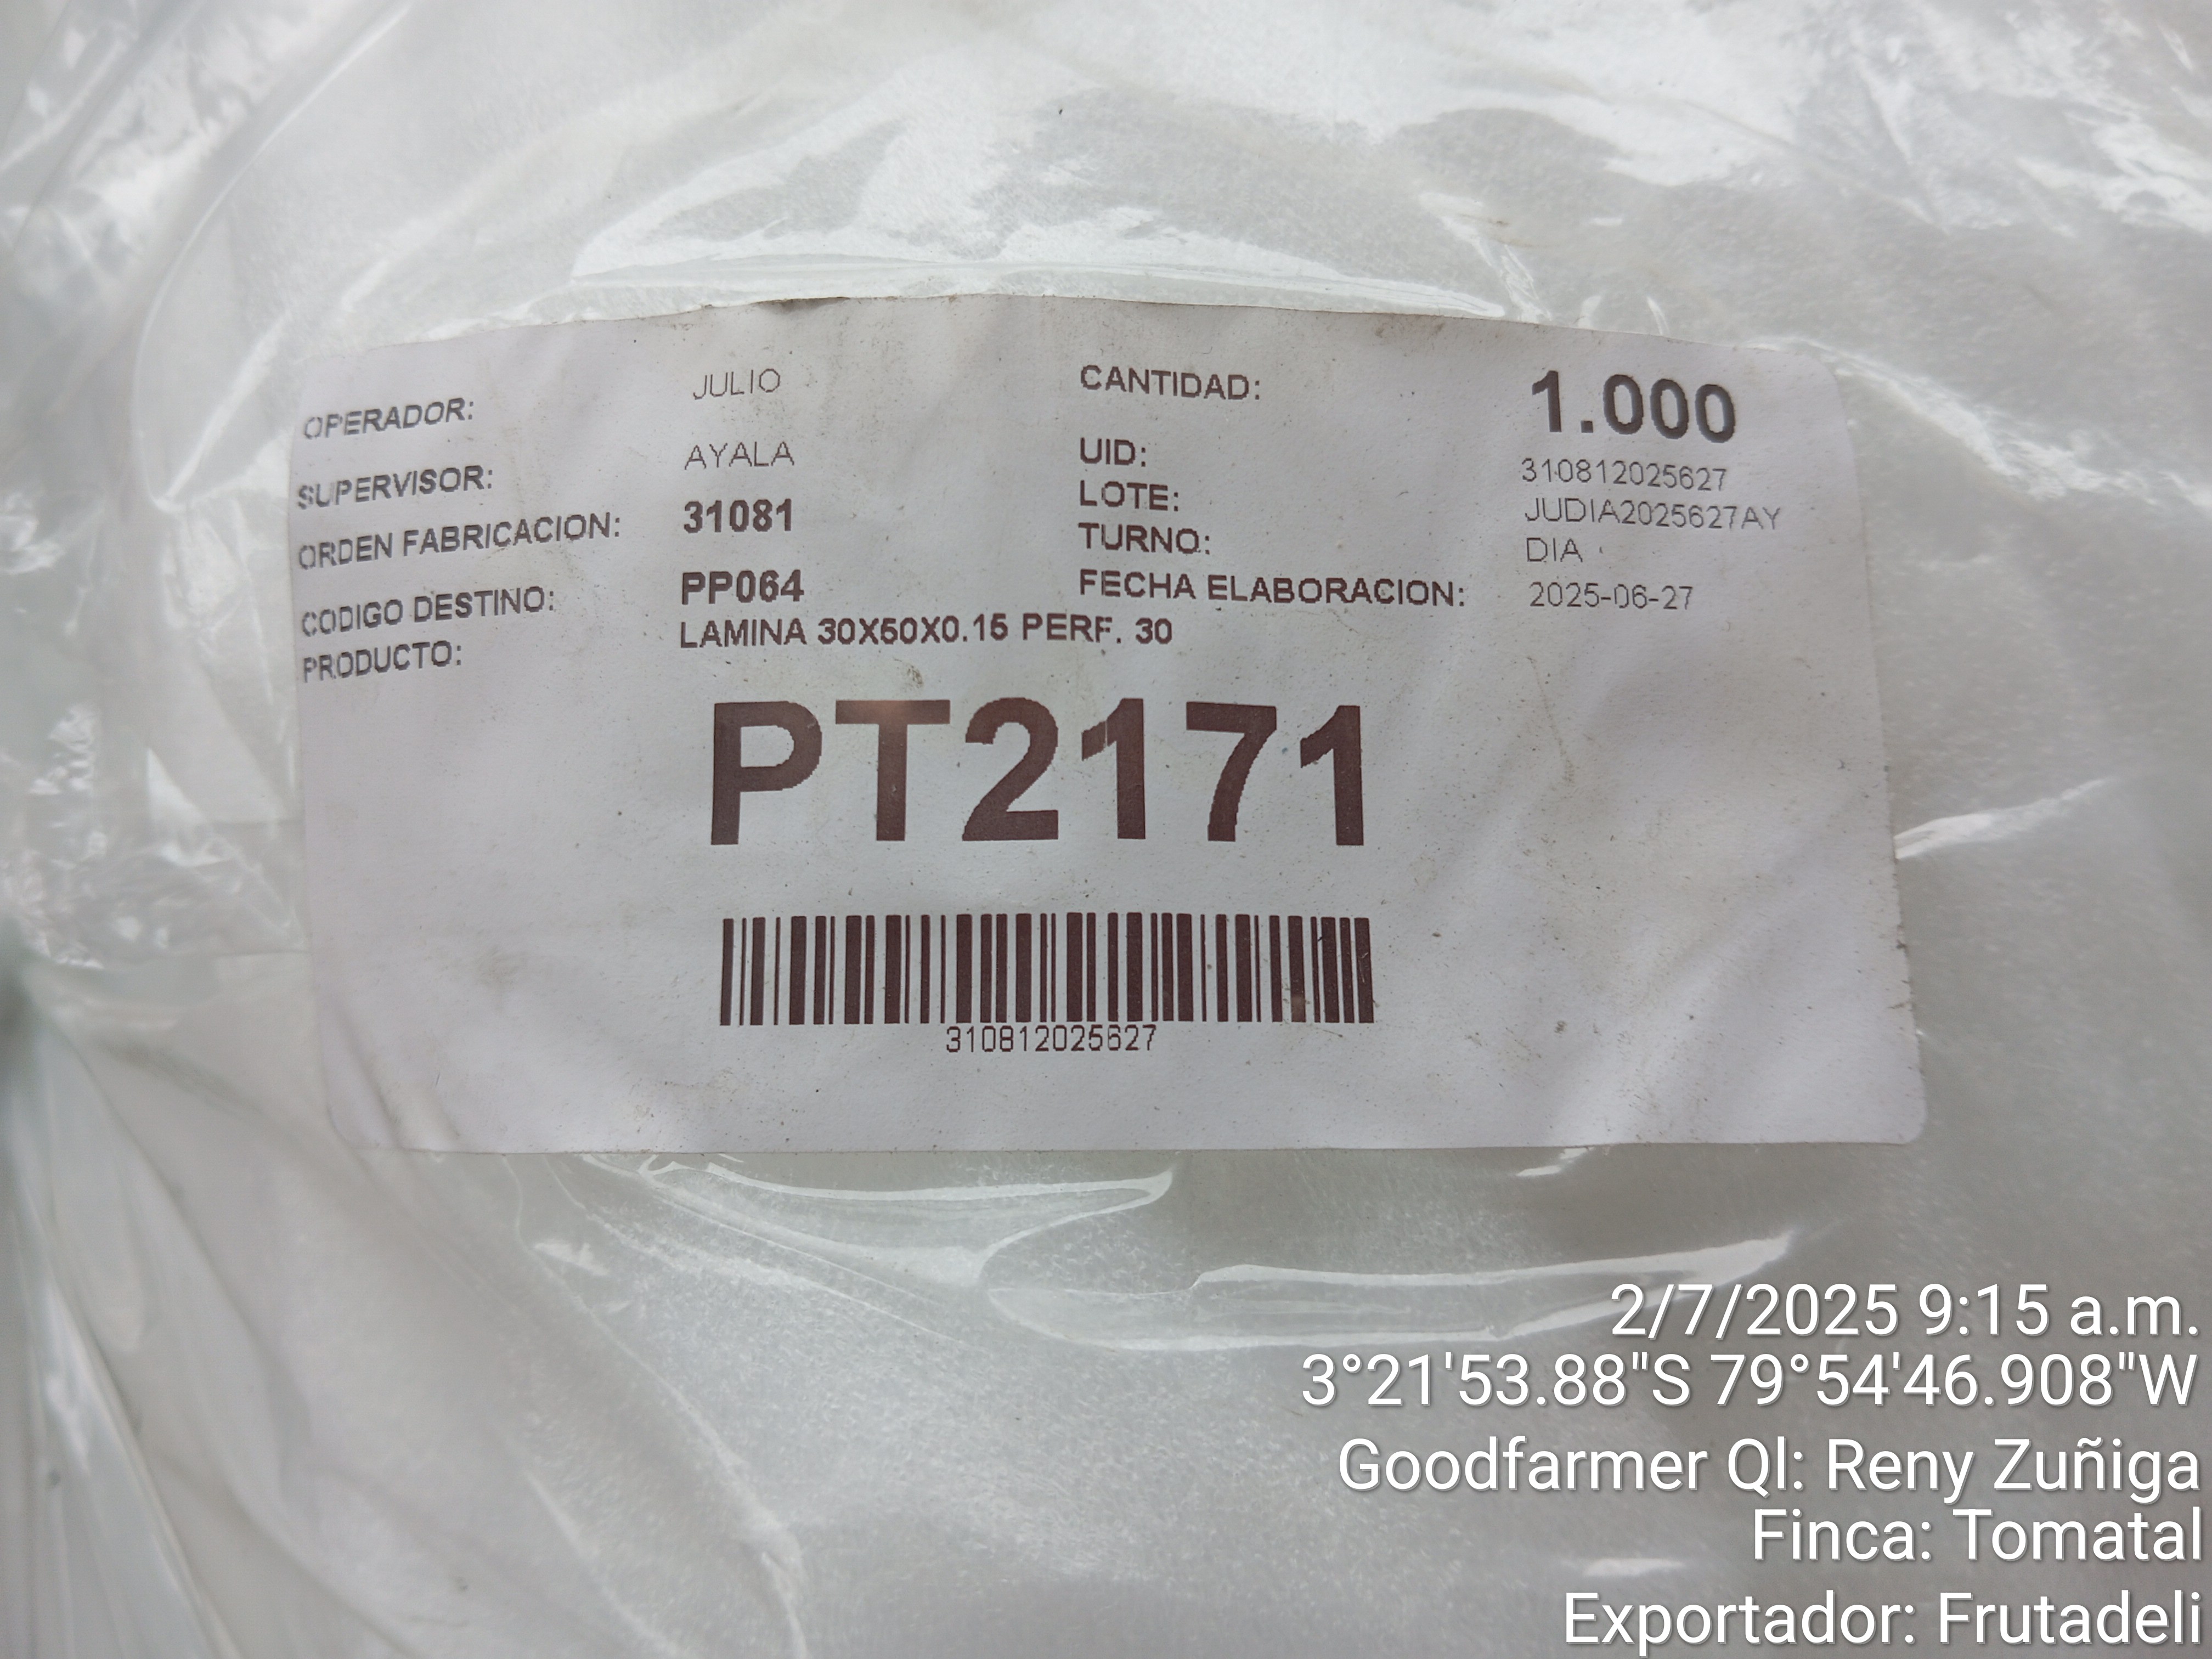 OPERADOR: JULIO CANTIDAD: 1.000
SUPERVISOR: AYALA UID: 310812025627
ORDEN FABRICACION: 31081 LOTE: JUDIA2025627AY
TURNO: DIA
CODIGO DESTINO: PP064 FECHA ELABORACION: 2025-06-27
PRODUCTO: LAMINA 30X50X0.15 PERF. 30
PT2171
310812025627
2/7/2025 9:15 a.m.
3°21'53.88"S 79°54'46.908"W
Goodfarmer Ql: Reny Zuñiga
Finca: Tomatal
Exportador: Frutadeli